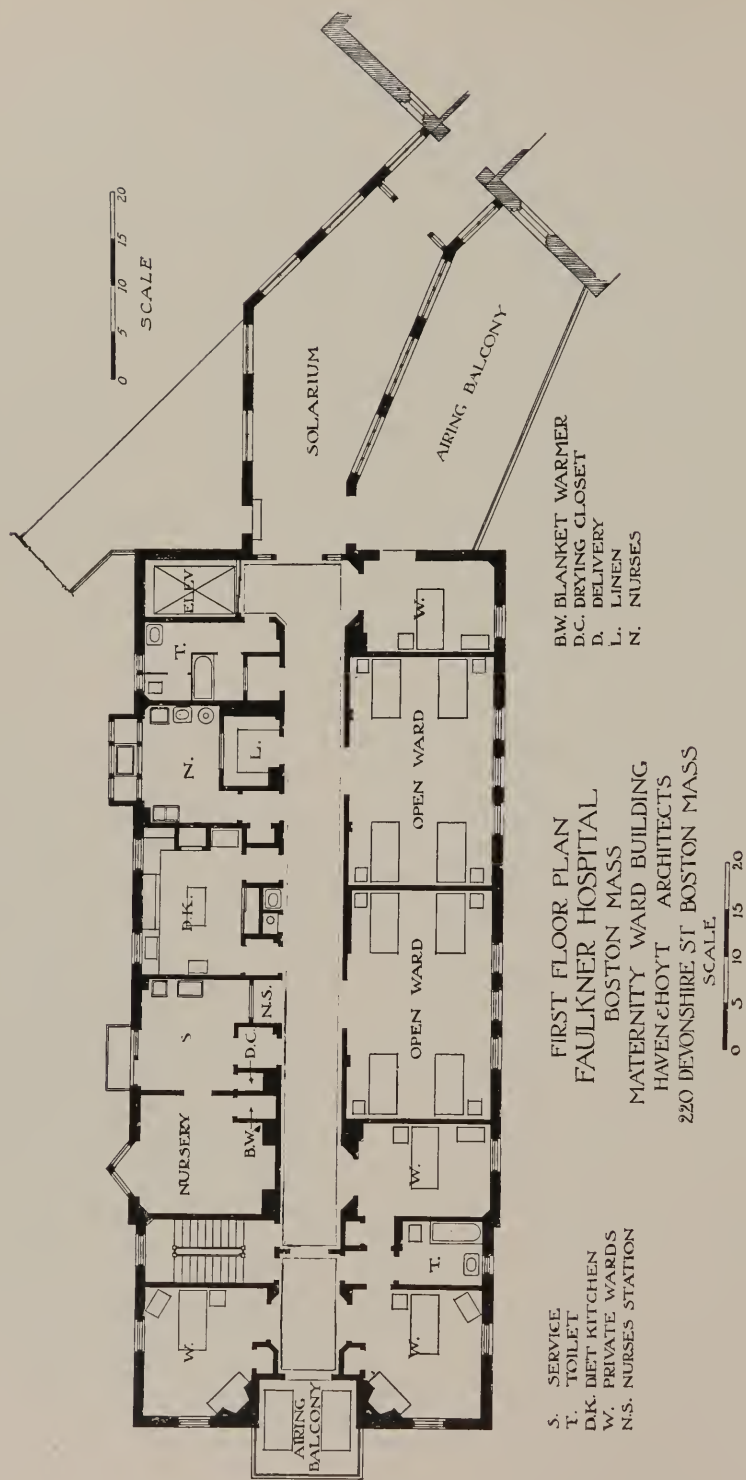 0 5 10 15 20
SCALE
ELEV
T.
N.
L.
D.K.
S
N.S.
D.C.
NURSERY
B.W.
W.
SOLARIUM
AIRING BALCONY
W.
OPEN WARD
OPEN WARD
W.
T.
W.
AIRING
BALCONY
S. SERVICE
T. TOILET
D.K. DIET KITCHEN
W. PRIVATE WARDS
N.S. NURSES STATION
FIRST FLOOR PLAN
FAULKNER HOSPITAL
BOSTON MASS
MATERNITY WARD BUILDING
HAVEN & HOYT ARCHITECTS
220 DEVONSHIRE ST BOSTON MASS
SCALE
0 5 10 15 20
B.W. BLANKET WARMER
D.C. DRYING CLOSET
D. DELIVERY
L. LINEN
N. NURSES